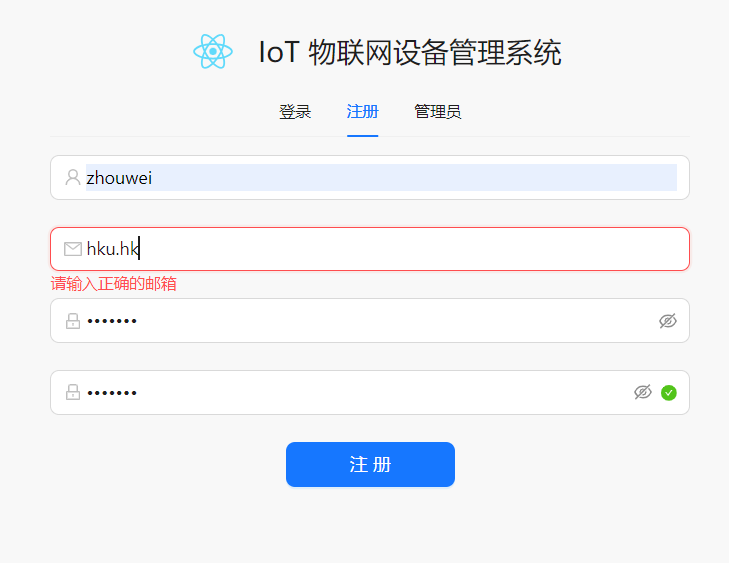 IoT 物联网设备管理系统
登录 注册 管理员
zhouwei
hku.hk
请输入正确的邮箱
•••••••
•••••••
注 册